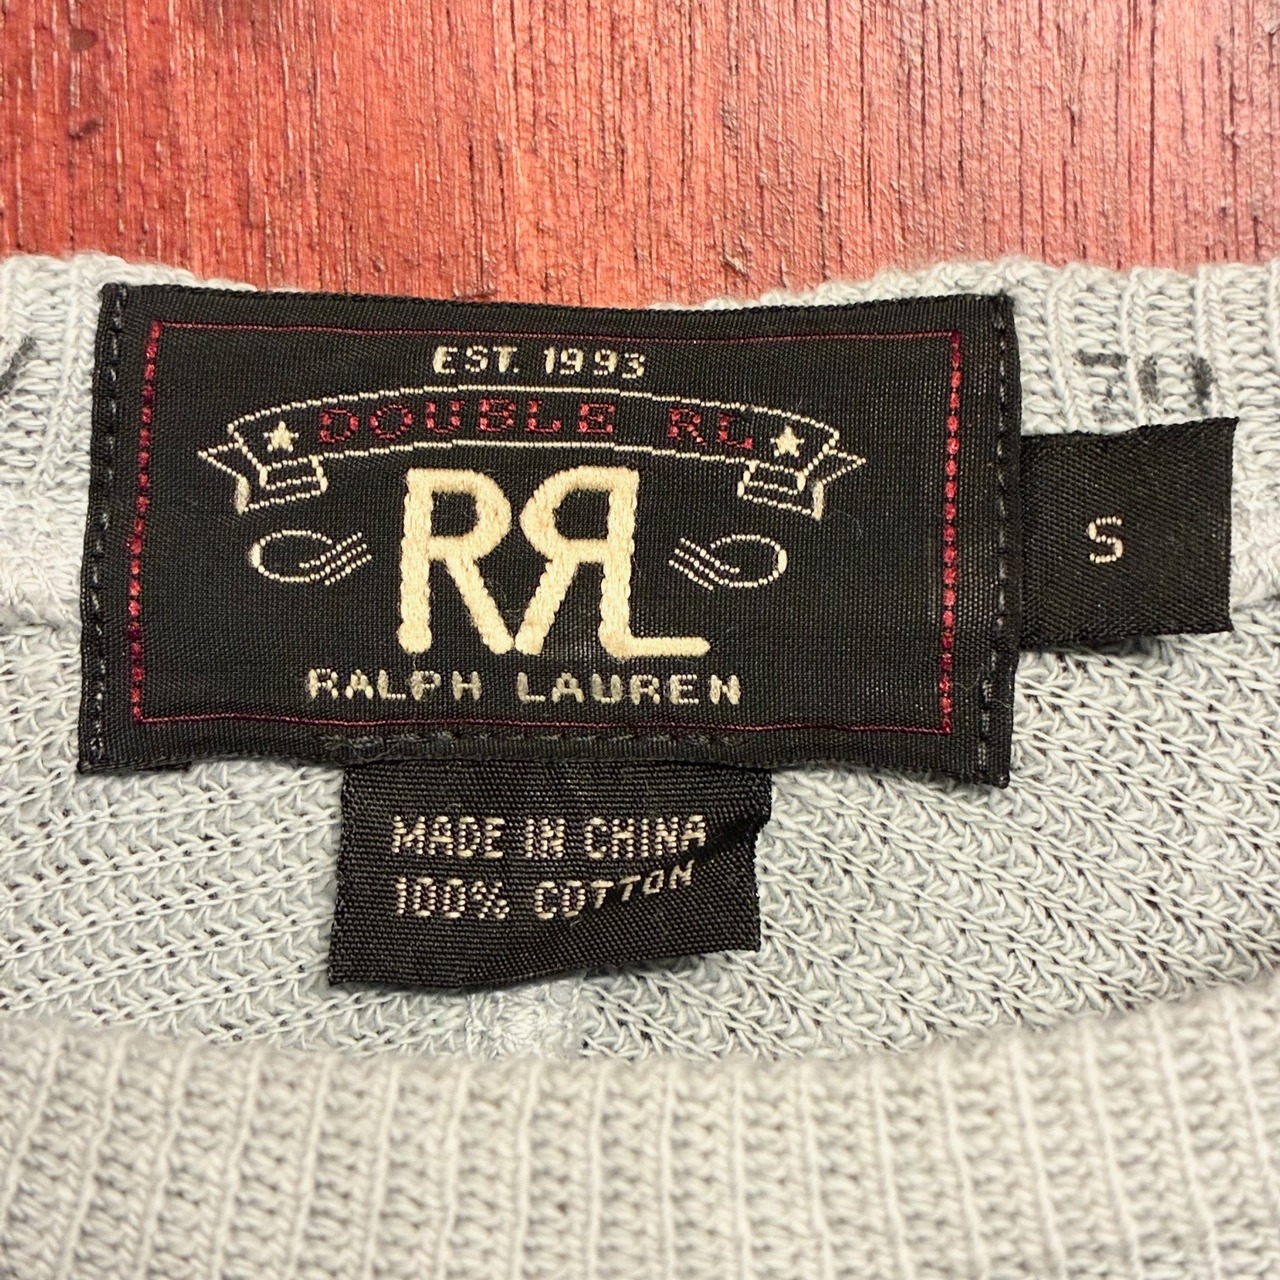 EST. 1993
DOUBLE RL
RRL
RALPH LAUREN
S
MADE IN CHINA
100% COTTON